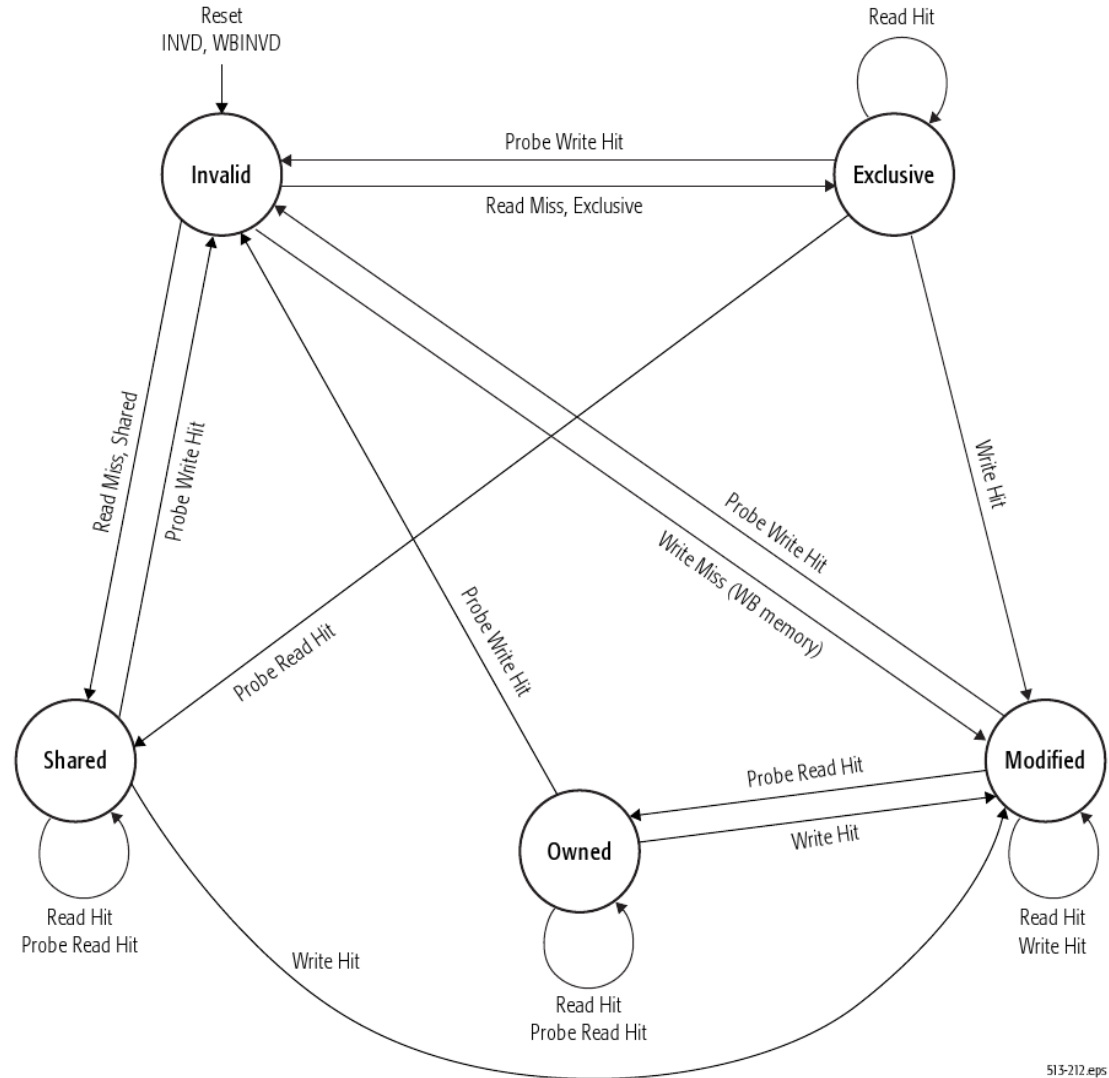 Reset
INVD, WBINVD
Read Hit
Invalid
Probe Write Hit
Exclusive
Read Miss, Exclusive
Read Miss, Shared
Probe Write Hit
Write Hit
Probe Write Hit
Write Miss (WB memory)
Probe Write Hit
Probe Read Hit
Shared
Probe Read Hit
Modified
Write Hit
Owned
Read Hit
Probe Read Hit
Read Hit
Write Hit
Write Hit
Read Hit
Probe Read Hit
513-212.eps